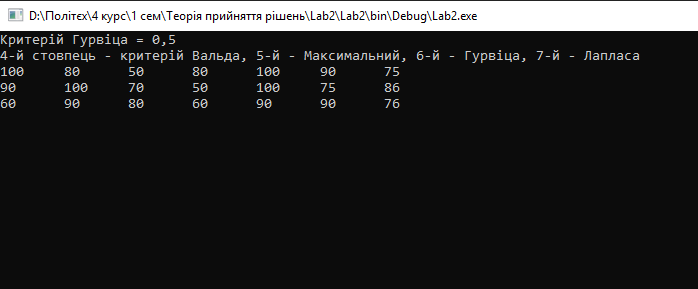 D:\Політєх\4 курс\1 сем\Теорія прийняття рішень\Lab2\Lab2\bin\Debug\Lab2.exe
Критерій Гурвіца = 0,5
4-й стовпець - критерій Вальда, 5-й - Максимальний, 6-й - Гурвіца, 7-й - Лапласа
100 80 50 80 100 90 75
90 100 70 50 100 75 86
60 90 80 60 90 90 76